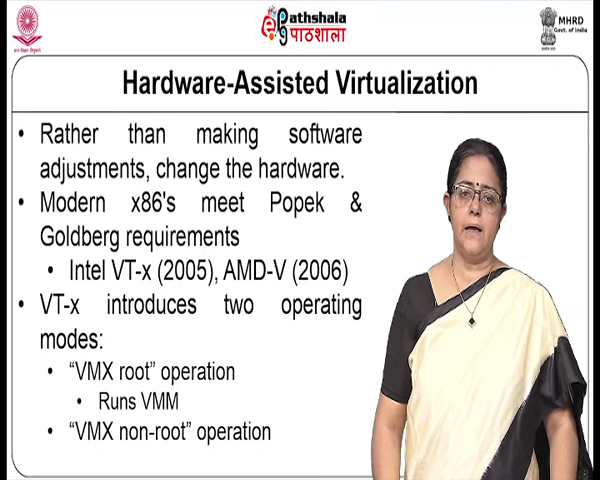 ePathshala
पाठशाला
MHRD
Govt. of India
Hardware-Assisted Virtualization
• Rather than making software
adjustments, change the hardware.
• Modern x86's meet Popek &
Goldberg requirements
• Intel VT-x (2005), AMD-V (2006)
• VT-x introduces two operating
modes:
• “VMX root” operation
• Runs VMM
• “VMX non-root” operation